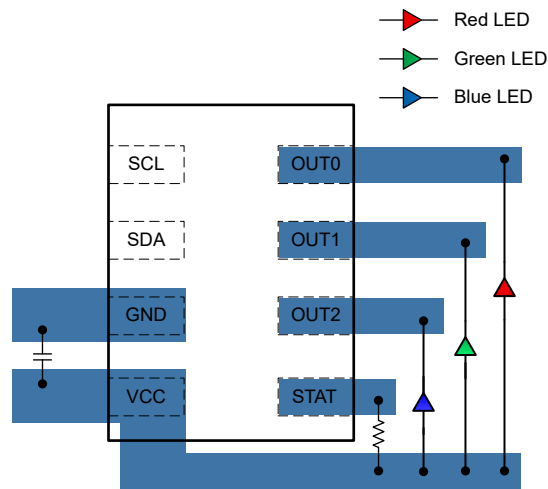 Red LED
Green LED
Blue LED
SCL
OUT0
SDA
OUT1
GND
OUT2
VCC
STAT